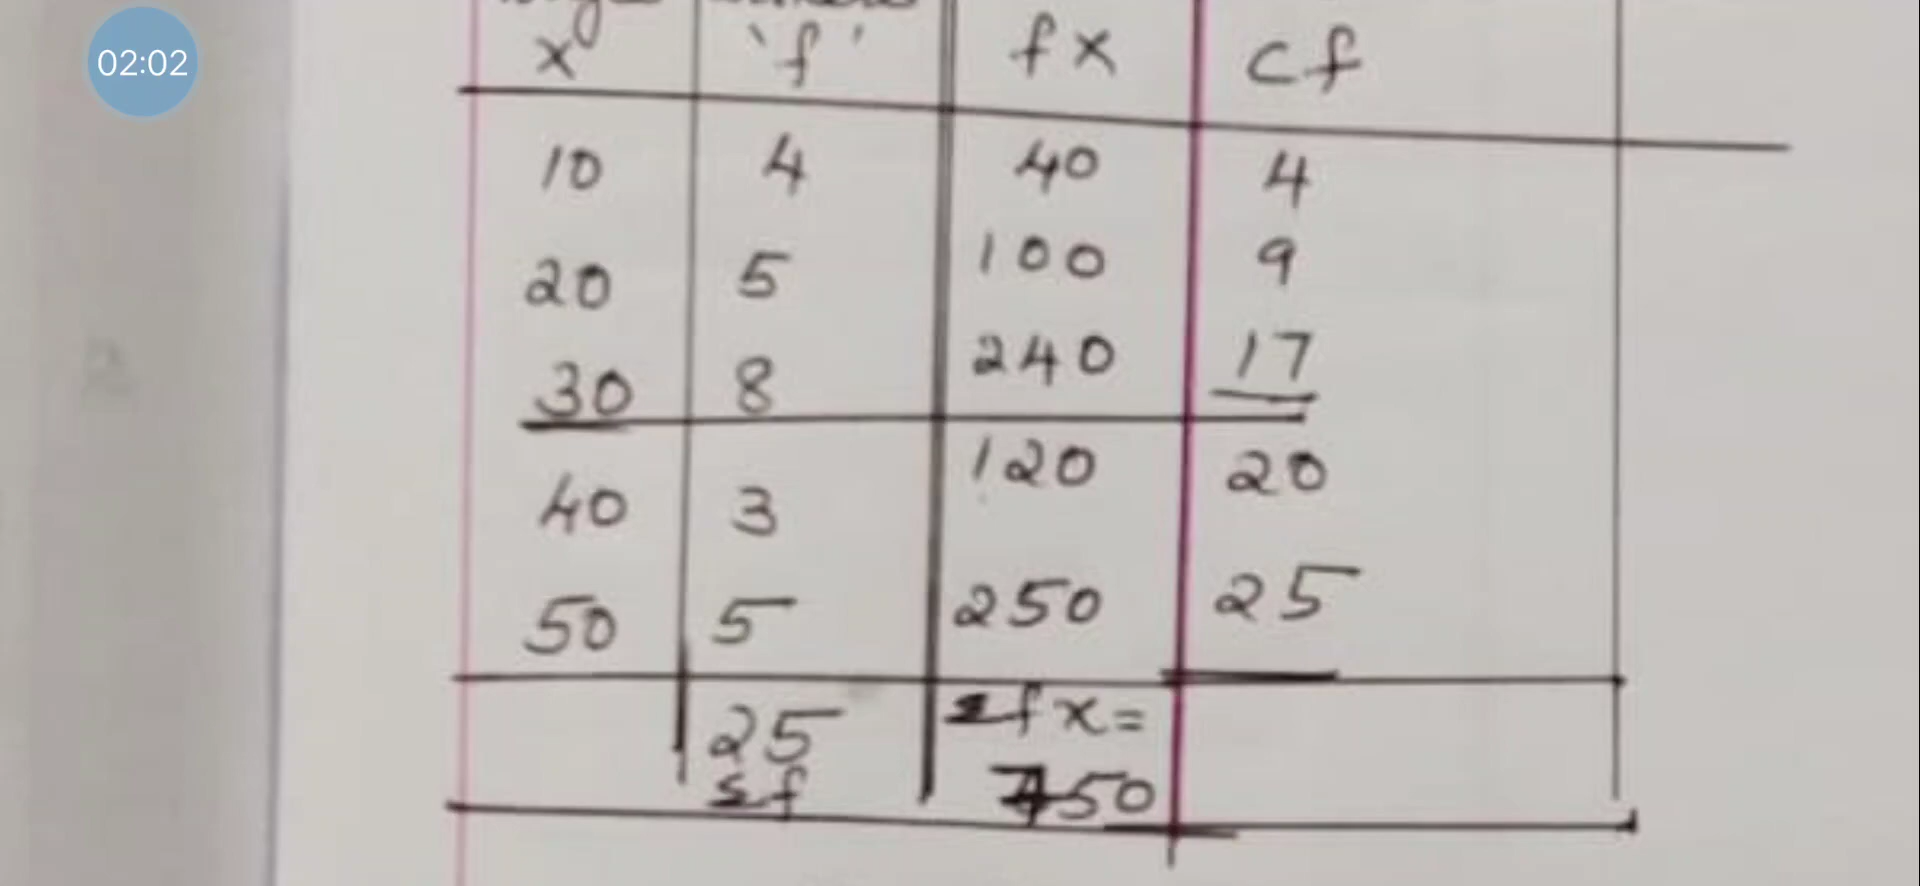 02:02
x 'f' fx cf
10 4 40 4
20 5 100 9
30 8 240 17
40 3 120 20
50 5 250 25
25 Σfx =
Σf 750